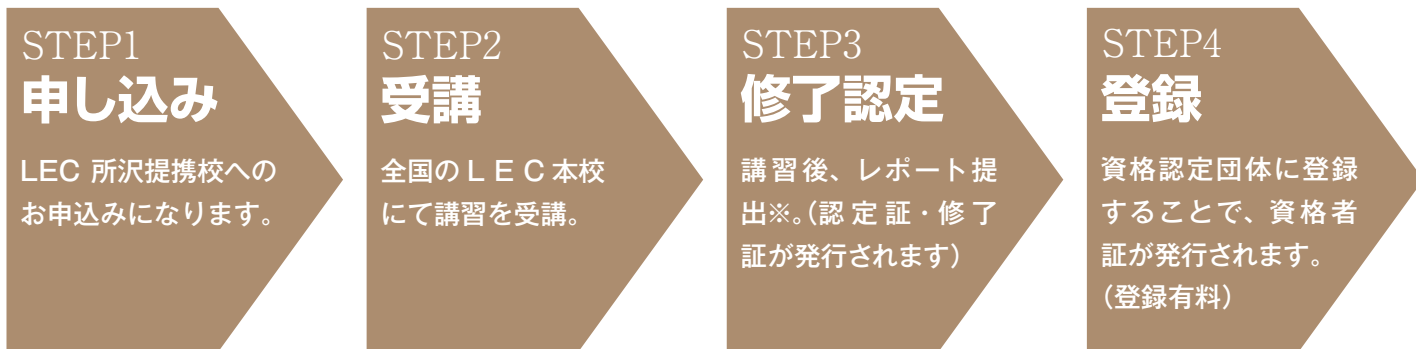 STEP1
申し込み
LEC 所沢提携校への
お申込みになります。
STEP2
受講
全国のLEC本校
にて講習を受講。
STEP3
修了認定
講習後、レポート提
出※。(認定証・修了
証が発行されます)
STEP4
登録
資格認定団体に登録
することで、資格者
証が発行されます。
(登録有料)